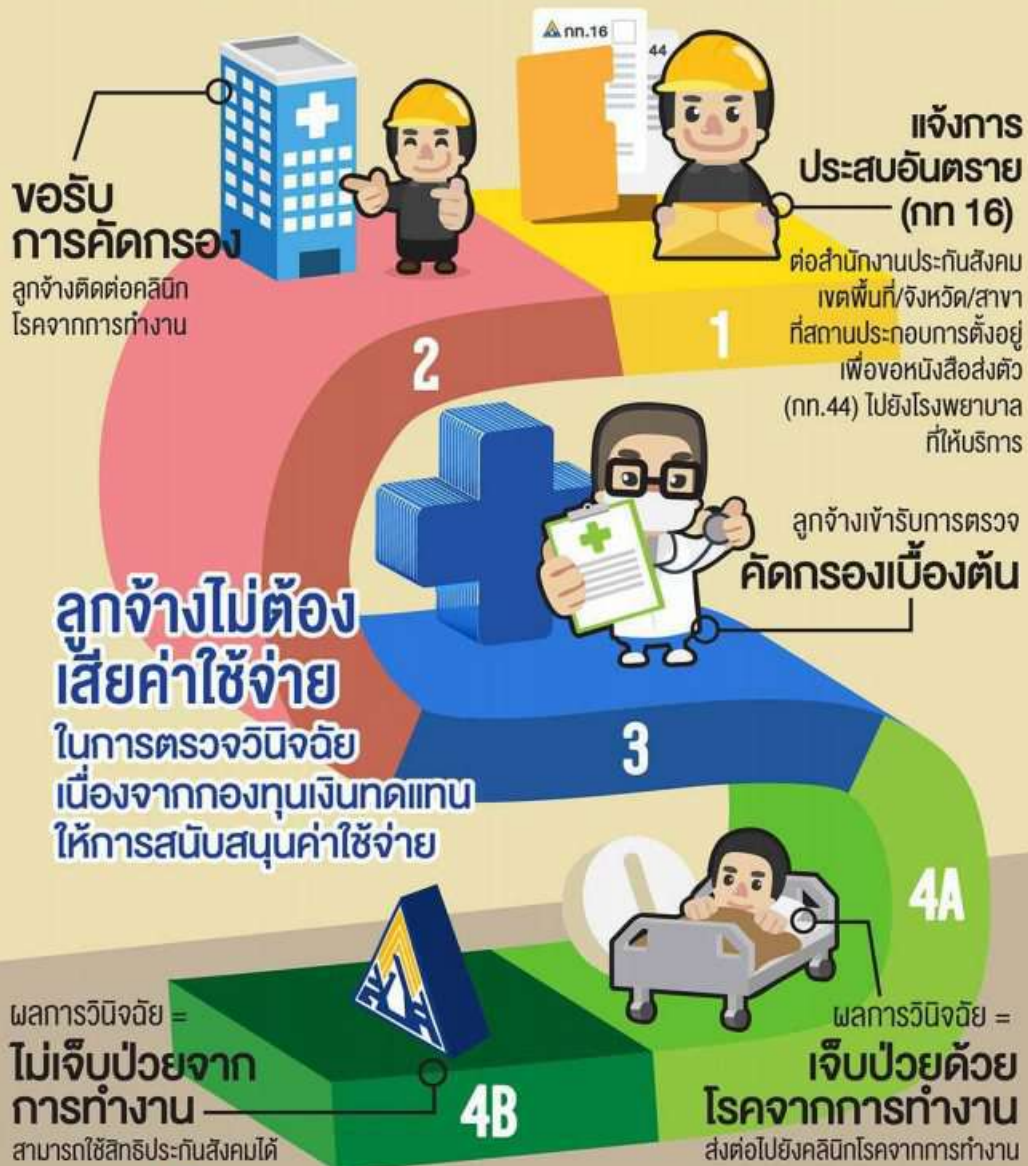 กท.16
44
1
แจ้งการ
ประสบอันตราย
(กท 16)
ต่อสำนักงานประกันสังคม
เขตพื้นที่/จังหวัด/สาขา
ที่สถานประกอบการตั้งอยู่
เพื่อขอหนังสือส่งตัว
(กท.44) ไปยังโรงพยาบาล
ที่ให้บริการ
2
ขอรับ
การคัดกรอง
ลูกจ้างติดต่อคลินิก
โรคจากการทำงาน
3
ลูกจ้างเข้ารับการตรวจ
คัดกรองเบื้องต้น
ลูกจ้างไม่ต้อง
เสียค่าใช้จ่าย
ในการตรวจวินิจฉัย
เนื่องจากกองทุนเงินทดแทน
ให้การสนับสนุนค่าใช้จ่าย
4A
ผลการวินิจฉัย =
เจ็บป่วยด้วย
โรคจากการทำงาน
ส่งต่อไปยังคลินิกโรคจากการทำงาน
4B
ผลการวินิจฉัย =
ไม่เจ็บป่วยจาก
การทำงาน
สามารถใช้สิทธิประกันสังคมได้